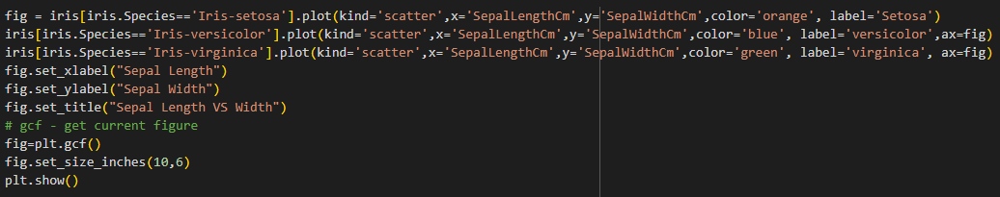 fig = iris[iris.Species=='Iris-setosa'].plot(kind='scatter',x='SepalLengthCm',y='SepalWidthCm',color='orange', label='Setosa')
iris[iris.Species=='Iris-versicolor'].plot(kind='scatter',x='SepalLengthCm',y='SepalWidthCm',color='blue', label='versicolor',ax=fig)
iris[iris.Species=='Iris-virginica'].plot(kind='scatter',x='SepalLengthCm',y='SepalWidthCm',color='green', label='virginica', ax=fig)
fig.set_xlabel("Sepal Length")
fig.set_ylabel("Sepal Width")
fig.set_title("Sepal Length VS Width")
# gcf - get current figure
fig=plt.gcf()
fig.set_size_inches(10,6)
plt.show()